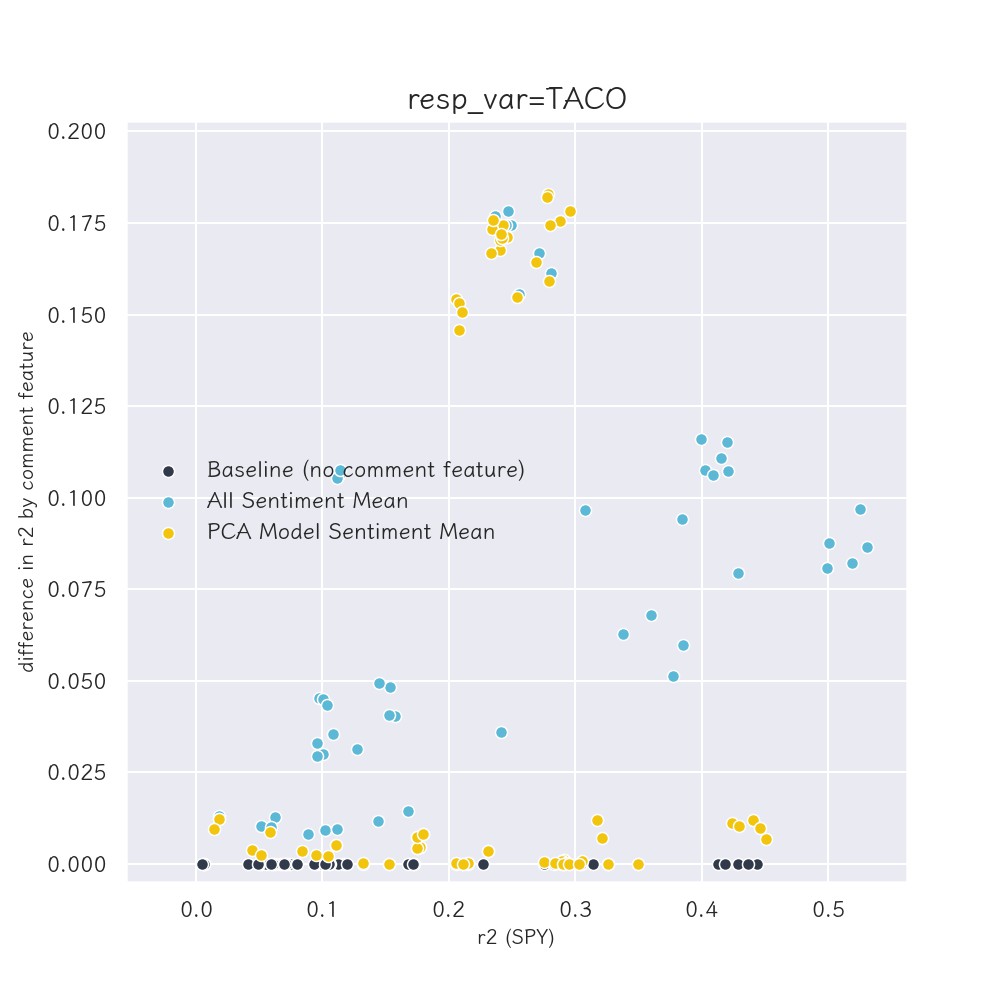 resp_var=TACO
0.200
0.175
0.150
0.125
0.100
0.075
0.050
0.025
0.000
difference in r2 by comment feature
Baseline (no comment feature)
All Sentiment Mean
PCA Model Sentiment Mean
0.0 0.1 0.2 0.3 0.4 0.5
r2 (SPY)